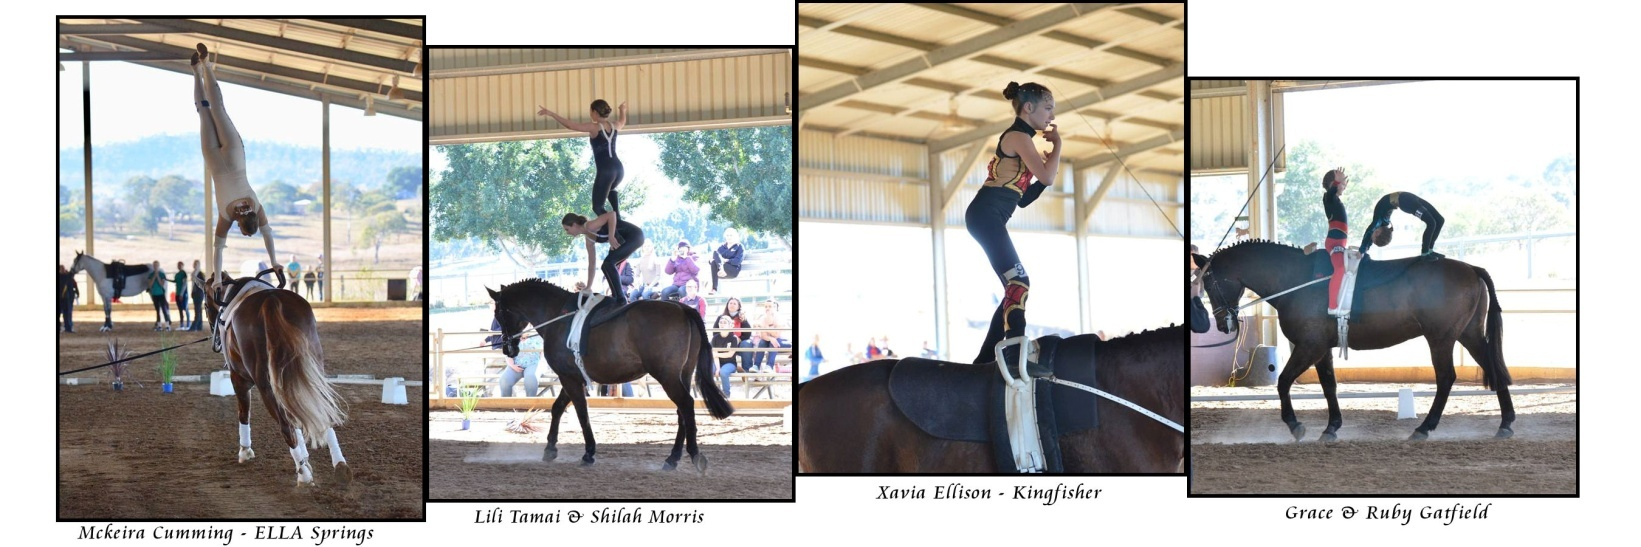 Mckeira Cumming - ELLA Springs
Lili Tamai & Shilah Morris
Xavia Ellison - Kingfisher
Grace & Ruby Gatfield